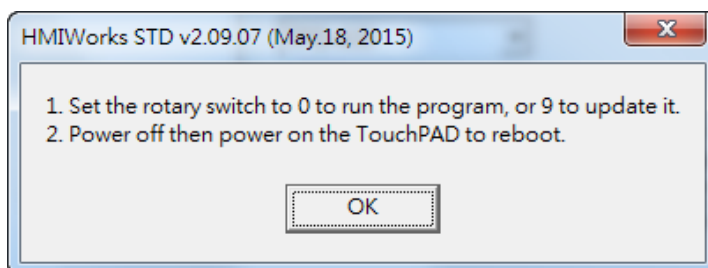 HMIWorks STD v2.09.07 (May.18, 2015)
1. Set the rotary switch to 0 to run the program, or 9 to update it.
2. Power off then power on the TouchPAD to reboot.
OK